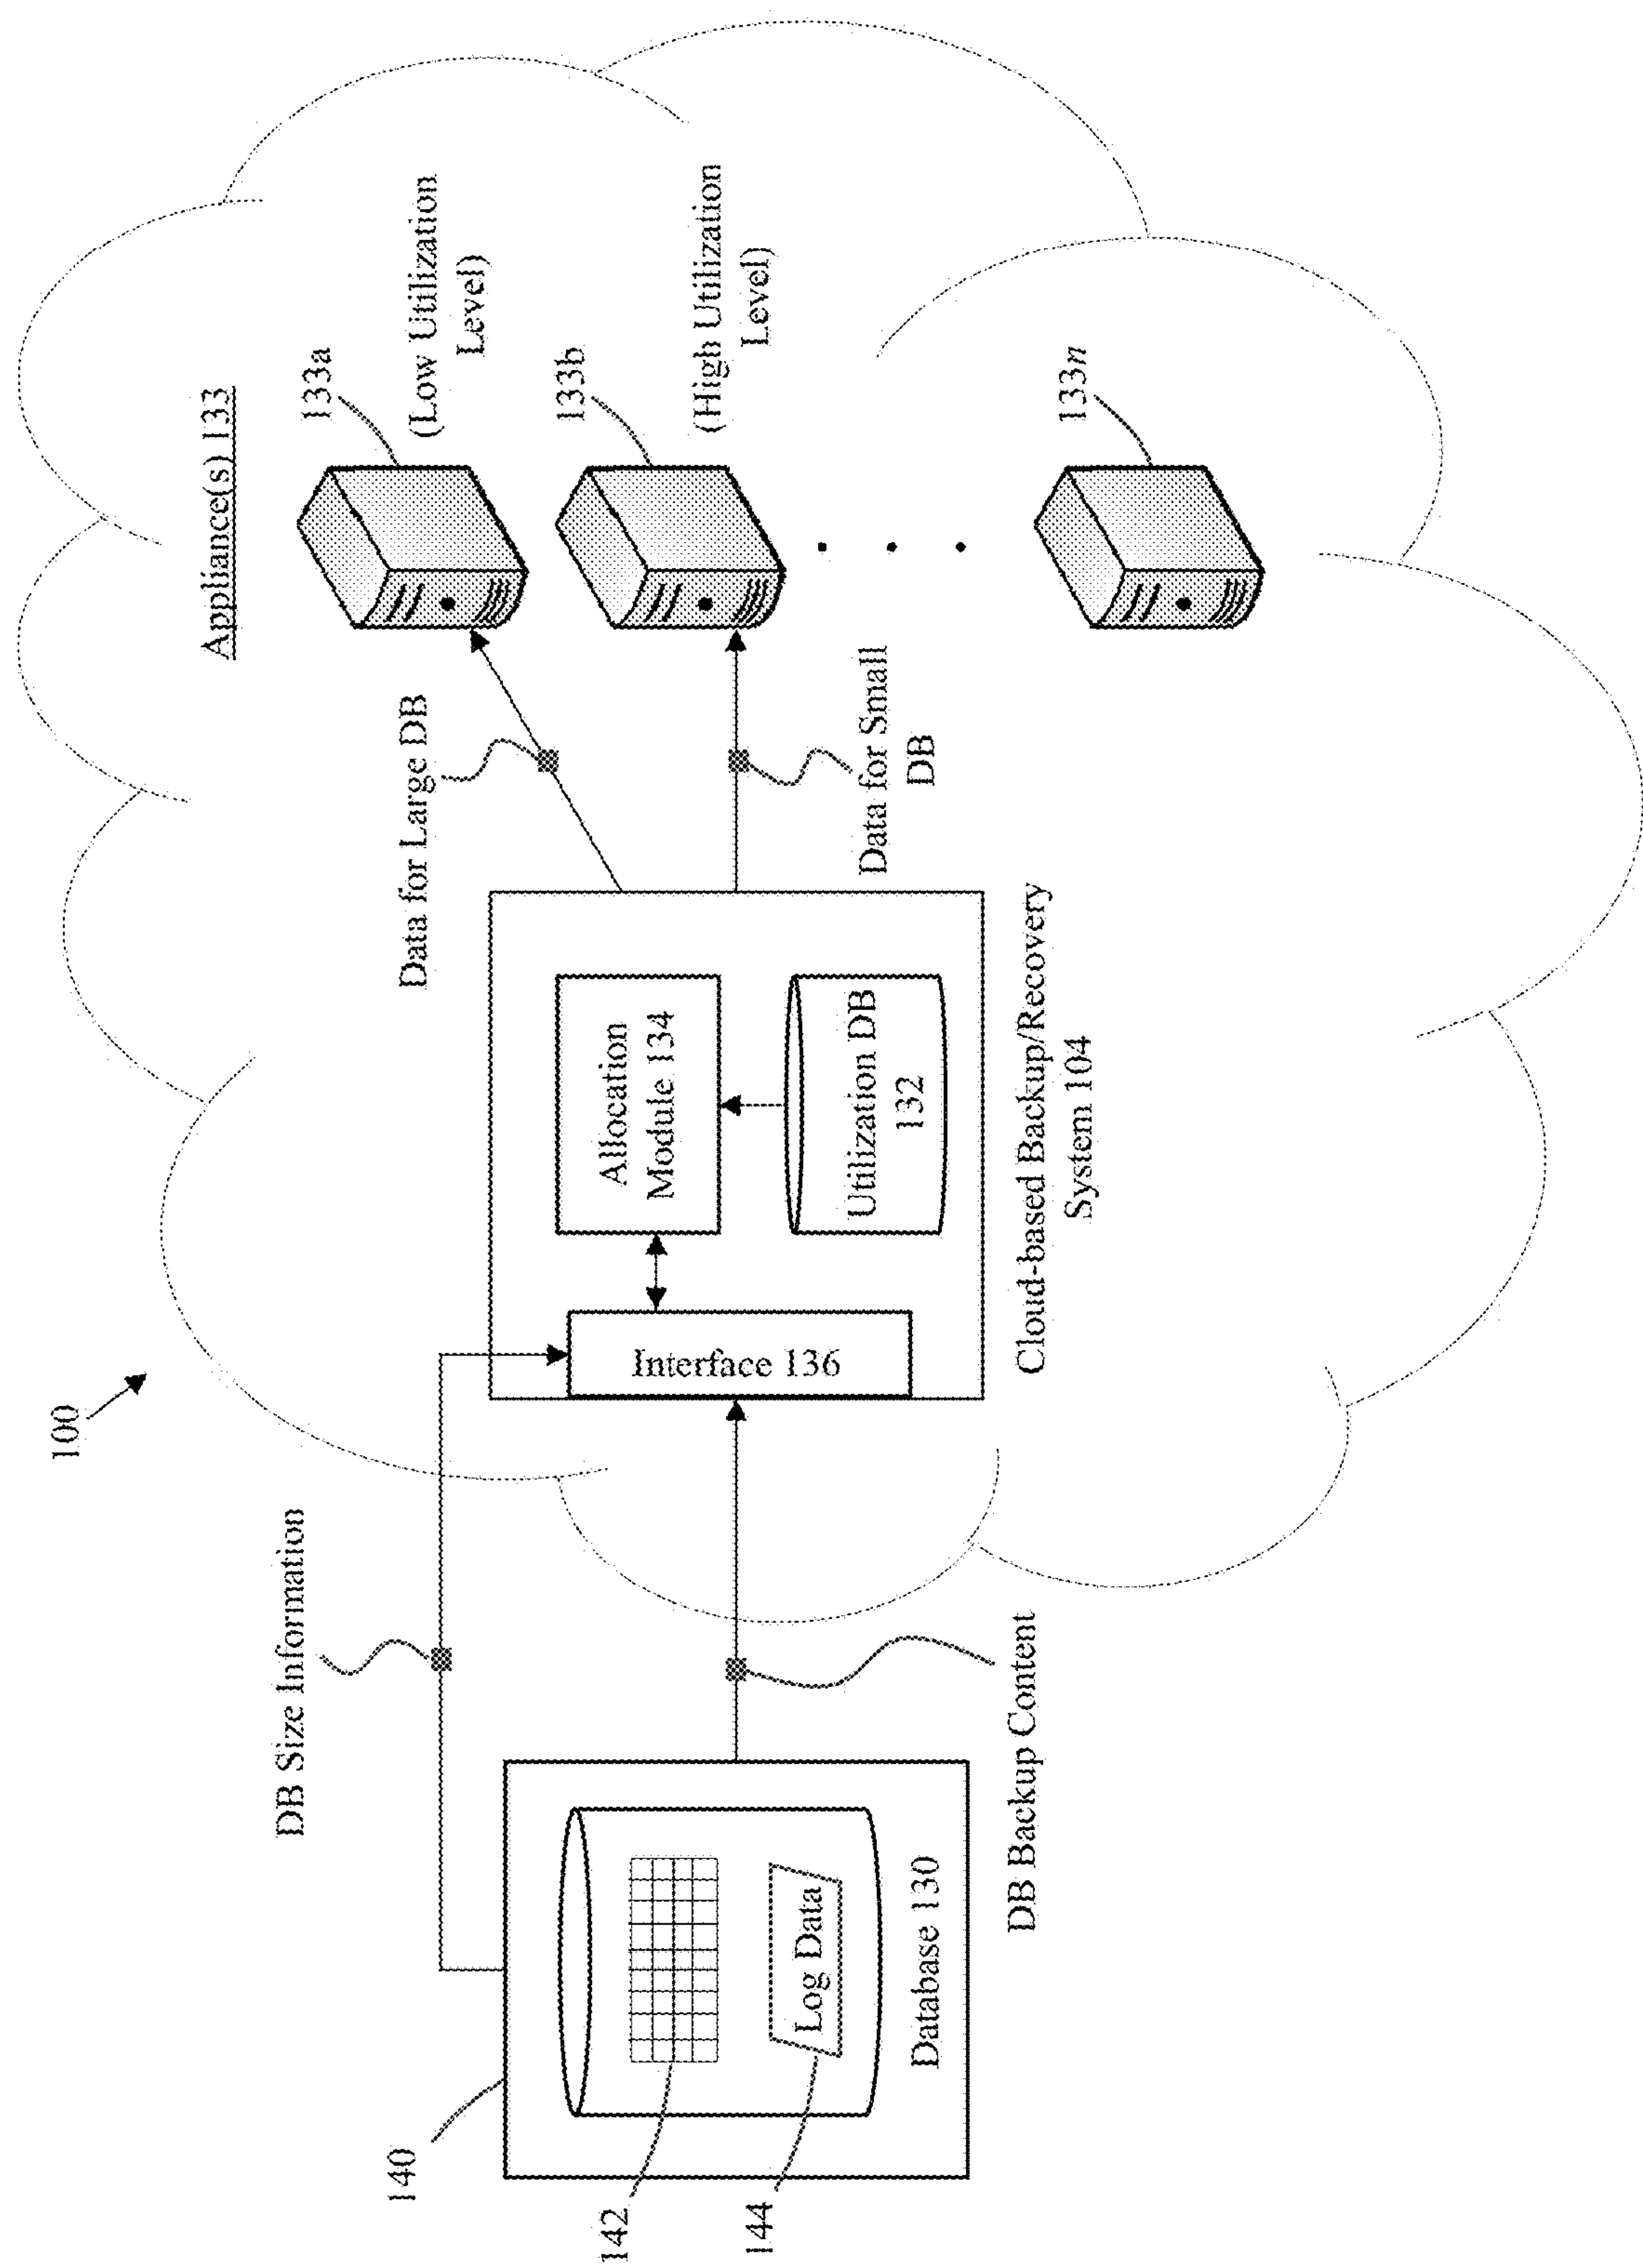 100
Appliance(s) 133
133a
(Low Utilization
Level)
133b
(High Utilization
Level)
133n
Data for Large DB
Data for Small
DB
DB Size Information
Allocation
Module 134
Utilization DB
132
Interface 136
Cloud-based Backup/Recovery
System 104
DB Backup Content
140
142
144
Log Data
Database 130